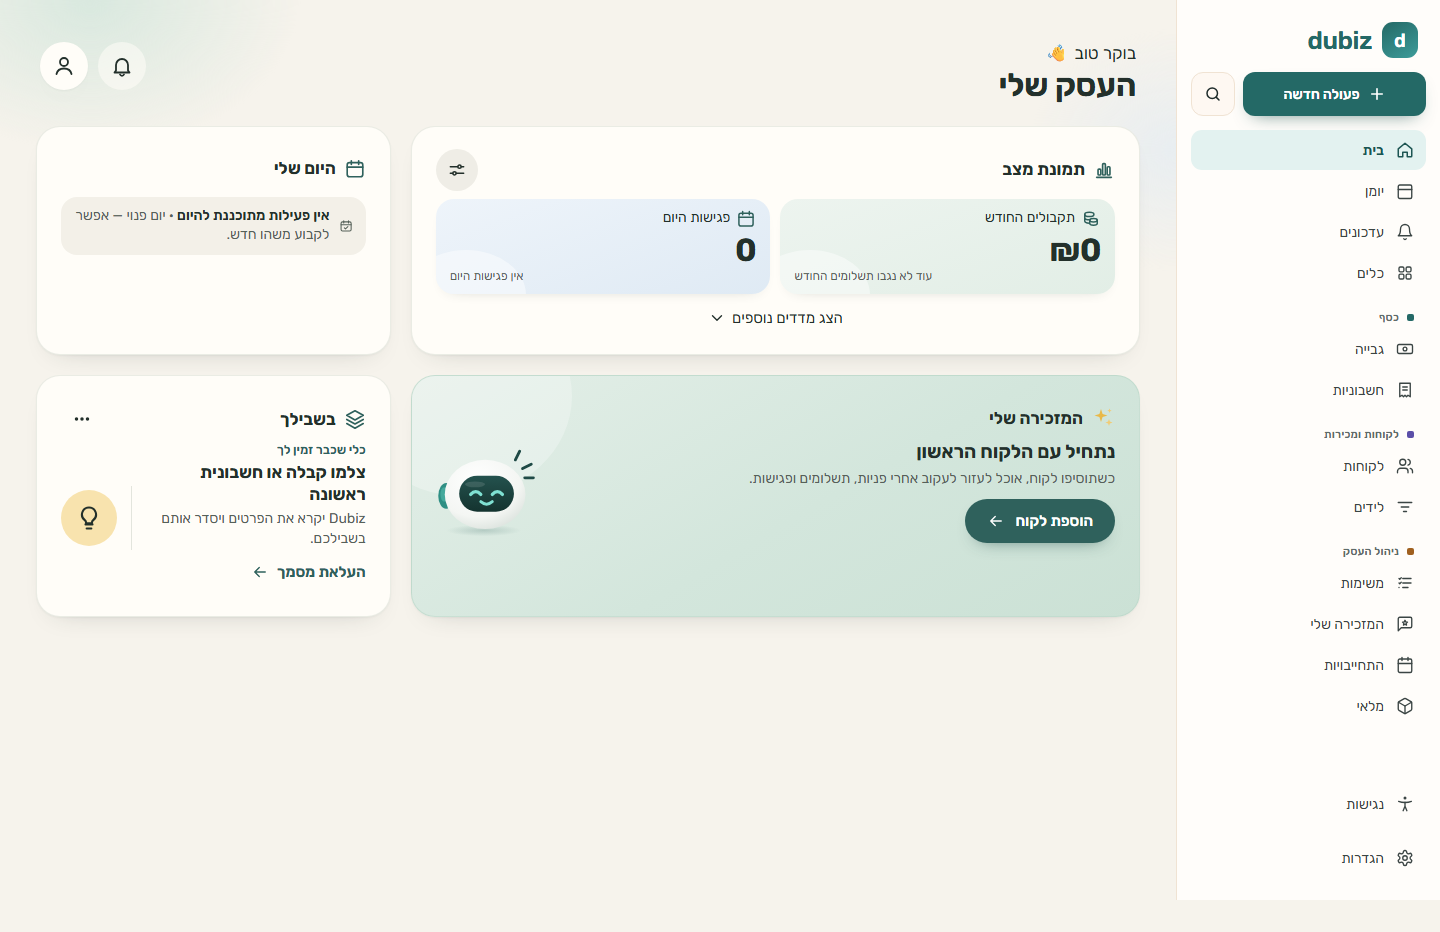 dubiz
d
פעולה חדשה
בית
יומן
עדכונים
כלים
כסף
גבייה
חשבוניות
לקוחות ומכירות
לקוחות
לידים
ניהול העסק
משימות
המזכירה שלי
התחייבויות
מלאי
נגישות
הגדרות
בוקר טוב 👋
העסק שלי
תמונת מצב
תקבולים החודש
₪0
עוד לא נגבו תשלומים החודש
פגישות היום
0
אין פגישות היום
הצג מדדים נוספים
היום שלי
אין פעילות מתוכננת להיום • יום פנוי — אפשר
לקבוע משהו חדש.
המזכירה שלי
נתחיל עם הלקוח הראשון
כשתוסיפו לקוח, אוכל לעזור לעקוב אחרי פניות, תשלומים ופגישות.
הוספת לקוח
בשבילך
כלי שכבר זמין לך
צלמו קבלה או חשבונית
ראשונה
Dubiz יקרא את הפרטים ויסדר אותם
בשבילכם.
העלאת מסמך